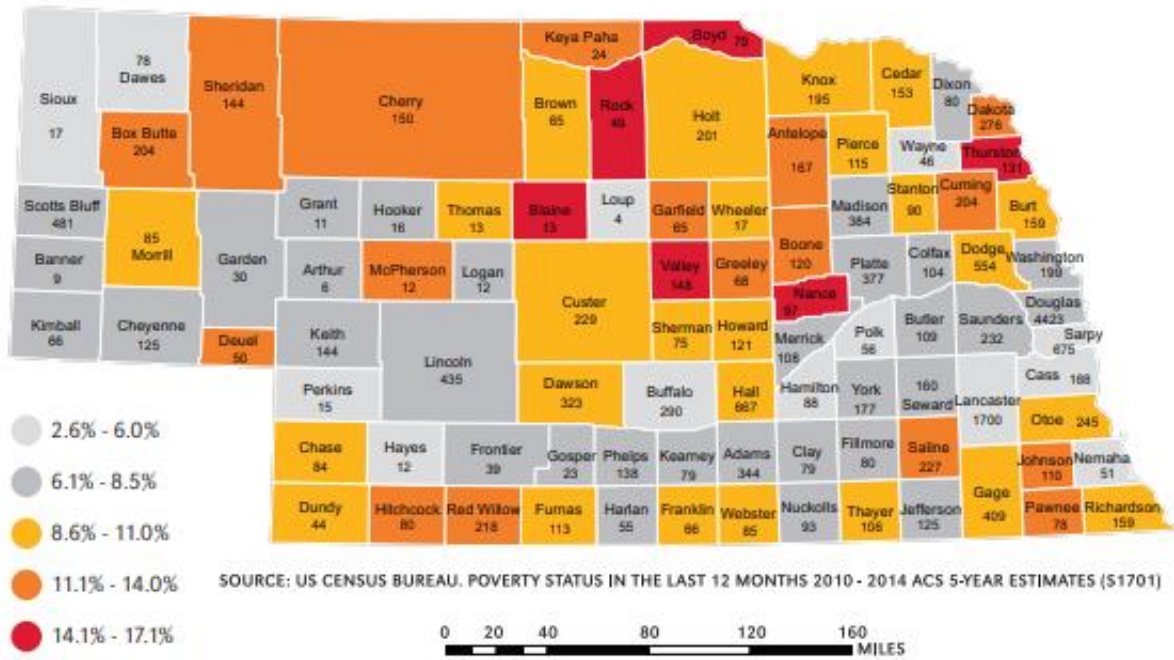 78
Dawes
Sioux
17
Sheridan
144
Box Butte
204
Cherry
150
Keya Paha
24
Boyd 79
Brown
65
Rock
46
Holt
201
Knox
195
Cedar
153
Dixon
80
Dakota
276
Antelope
167
Pierce
115
Wayne
46
Thurston
131
Scotts Bluff
481
85
Morrill
Garden
30
Grant
11
Hooker
16
Thomas
13
Blaine
13
Loup
4
Garfield
65
Wheeler
17
Boone
120
Madison
384
Stanton
90
Cuming
204
Burt
159
Banner
9
Arthur
6
McPherson
12
Logan
12
Custer
229
Valley
148
Greeley
68
Nance
97
Platte
377
Colfax
104
Dodge
554
Washington
199
Kimball
66
Cheyenne
125
Deuel
50
Keith
144
Lincoln
435
Sherman
75
Howard
121
Merrick
108
Polk
56
Butler
109
Saunders
232
Douglas
4423
Sarpy
675
Perkins
15
Dawson
323
Buffalo
290
Hall
667
Hamilton
88
York
177
160
Seward
Lancaster
1700
Cass 188
Otoe 245
Chase
84
Hayes
12
Frontier
39
Gosper
23
Phelps
138
Kearney
79
Adams
344
Clay
79
Fillmore
80
Saline
227
Johnson
110
Nemaha
51
Dundy
44
Hitchcock
80
Red Willow
218
Furnas
113
Harlan
55
Franklin
66
Webster
85
Nuckolls
93
Thayer
106
Jefferson
125
Gage
409
Pawnee
78
Richardson
159
2.6% - 6.0%
6.1% - 8.5%
8.6% - 11.0%
11.1% - 14.0%
14.1% - 17.1%
SOURCE: US CENSUS BUREAU. POVERTY STATUS IN THE LAST 12 MONTHS 2010 - 2014 ACS 5-YEAR ESTIMATES (S1701)
0 20 40 80 120 160
MILES